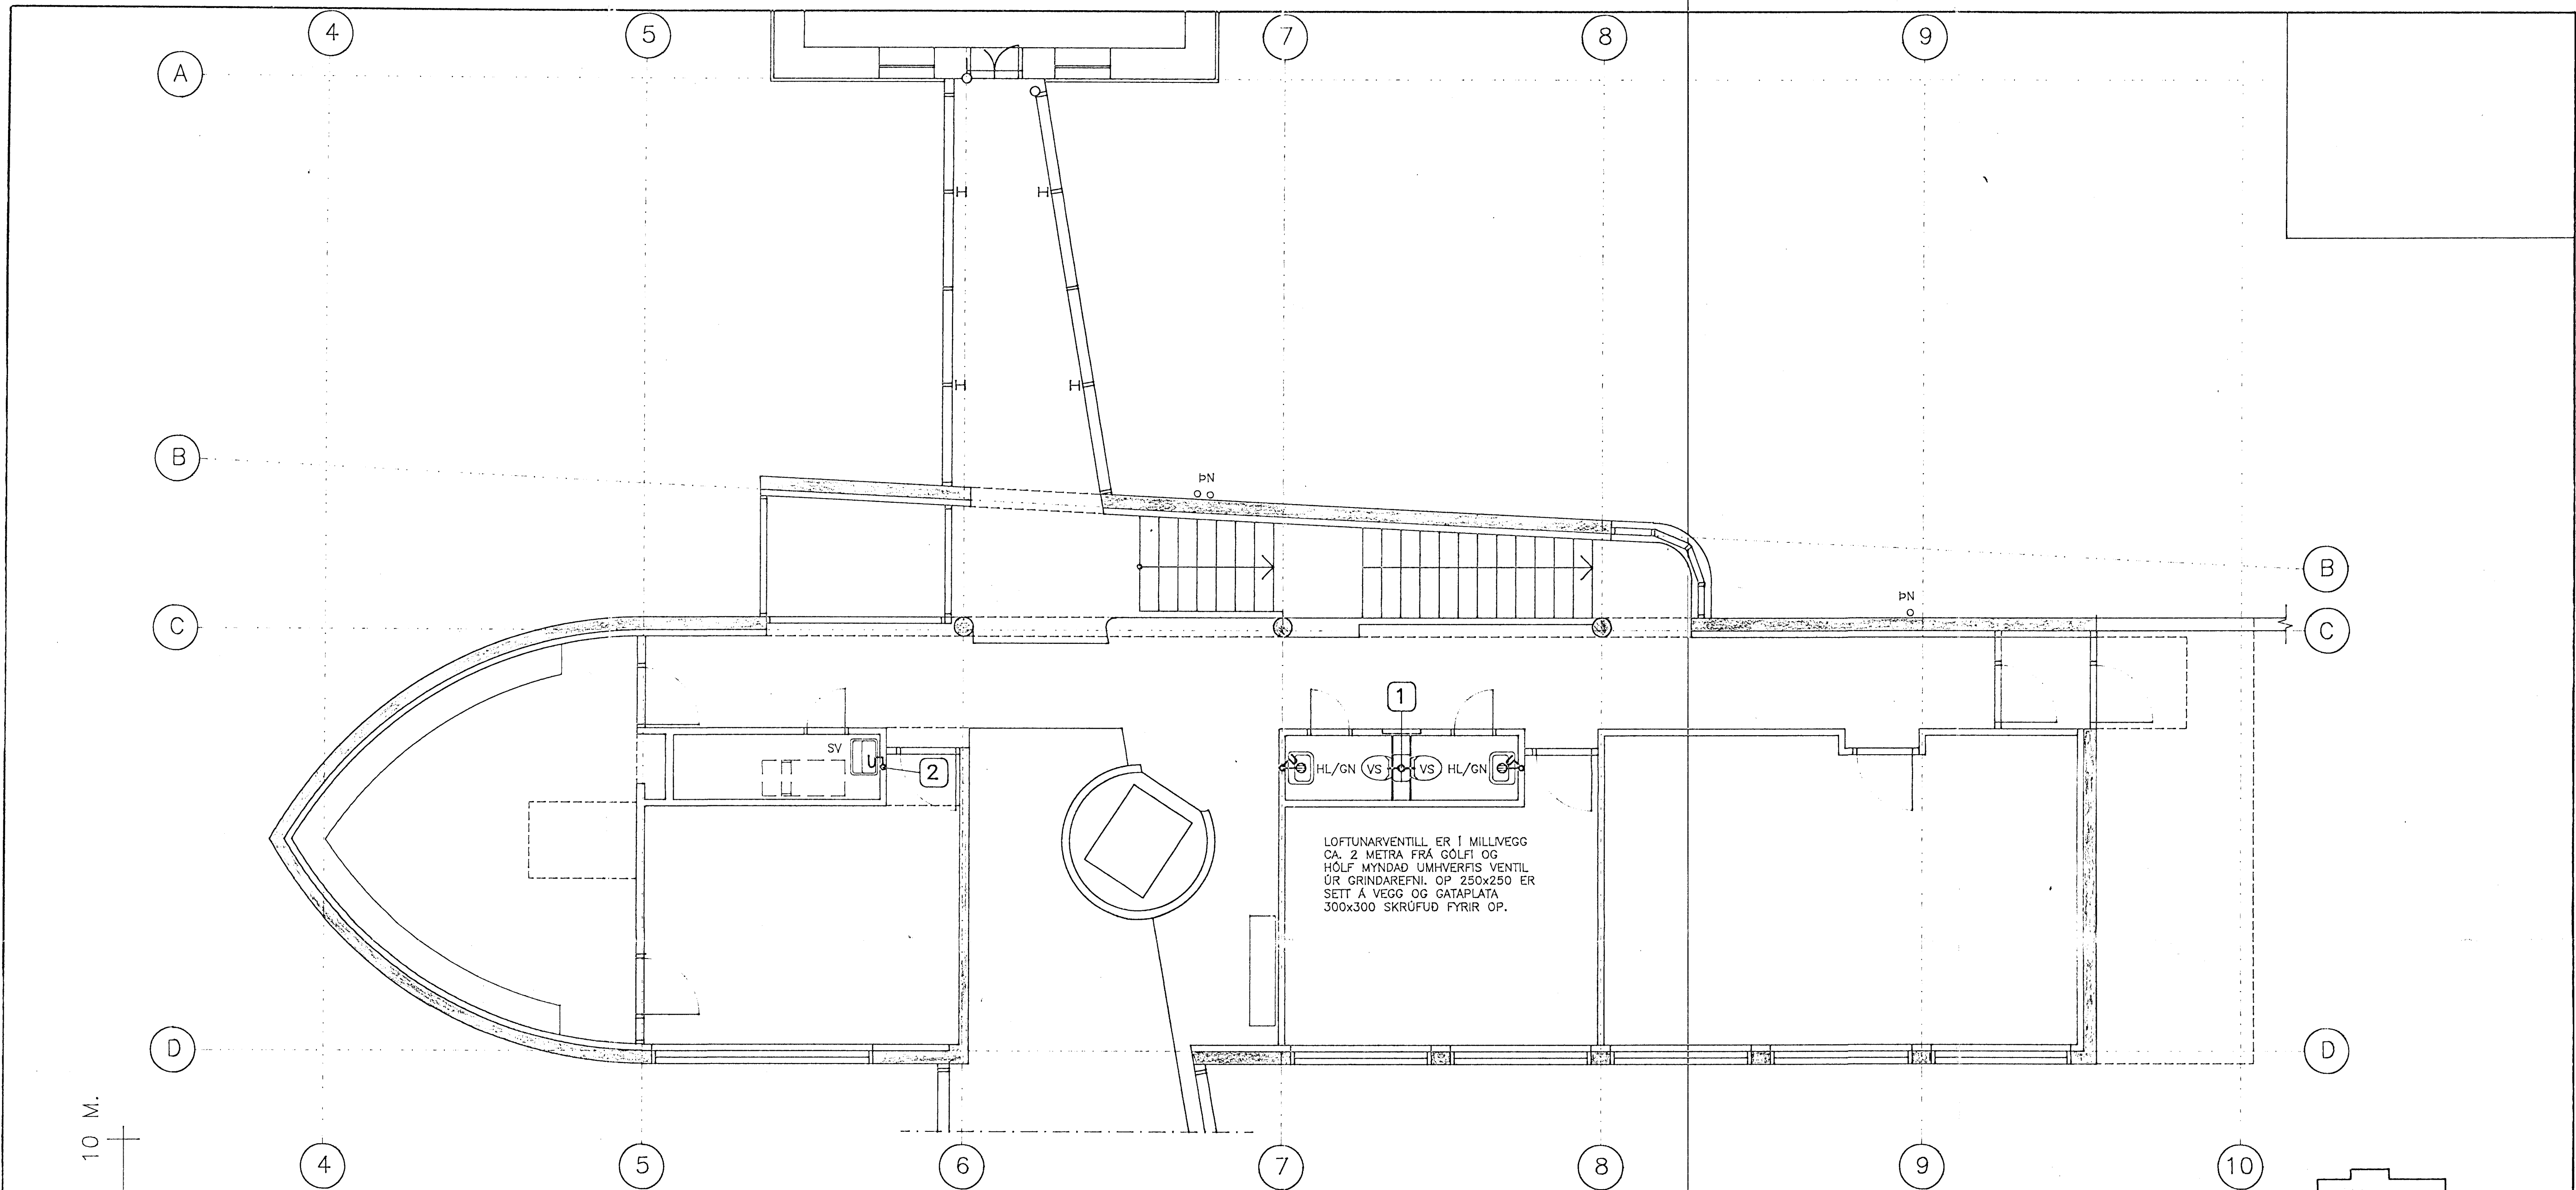 4
5
7
8
9
A
B
ÞN
B
ÞN
C
C
1
SV
2
HL/GN
VS
VS
HL/GN
LOFTUNARVENTILL ER Í MILLIVEGG
CA. 2 METRA FRÁ GÓLFI OG
HÓLF MYNDAÐ UMHVERFIS VENTIL
ÚR GRINDAREFNI. OP 250x250 ER
SETT Á VEGG OG GATAPLATA
300x300 SKRÚFUÐ FYRIR OP.
D
D
10 M.
4
5
6
7
8
9
10